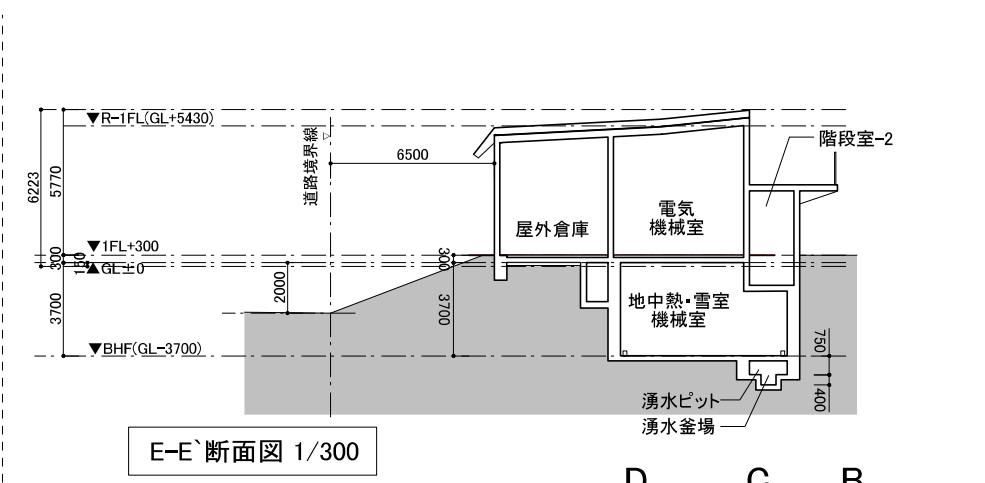 ▼R-1FL(GL+5430)
道路境界線
6500
階段室-2
6223
5770
屋外倉庫
電気
機械室
▼1FL+300
300
150
▲GL±0
300
2000
3700
3700
地中熱・雪室
機械室
▼BHF(GL-3700)
750
400
湧水ピット
湧水釜場
E-E`断面図 1/300
D C B